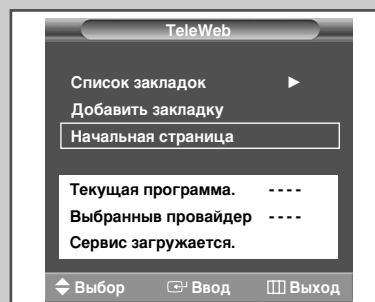 TeleWeb
Список закладок ►
Добавить закладку
Начальная страница
Текущая программа. ----
Выбранныв провайдер ----
Сервис загружается.
Выбор Ввод Выход